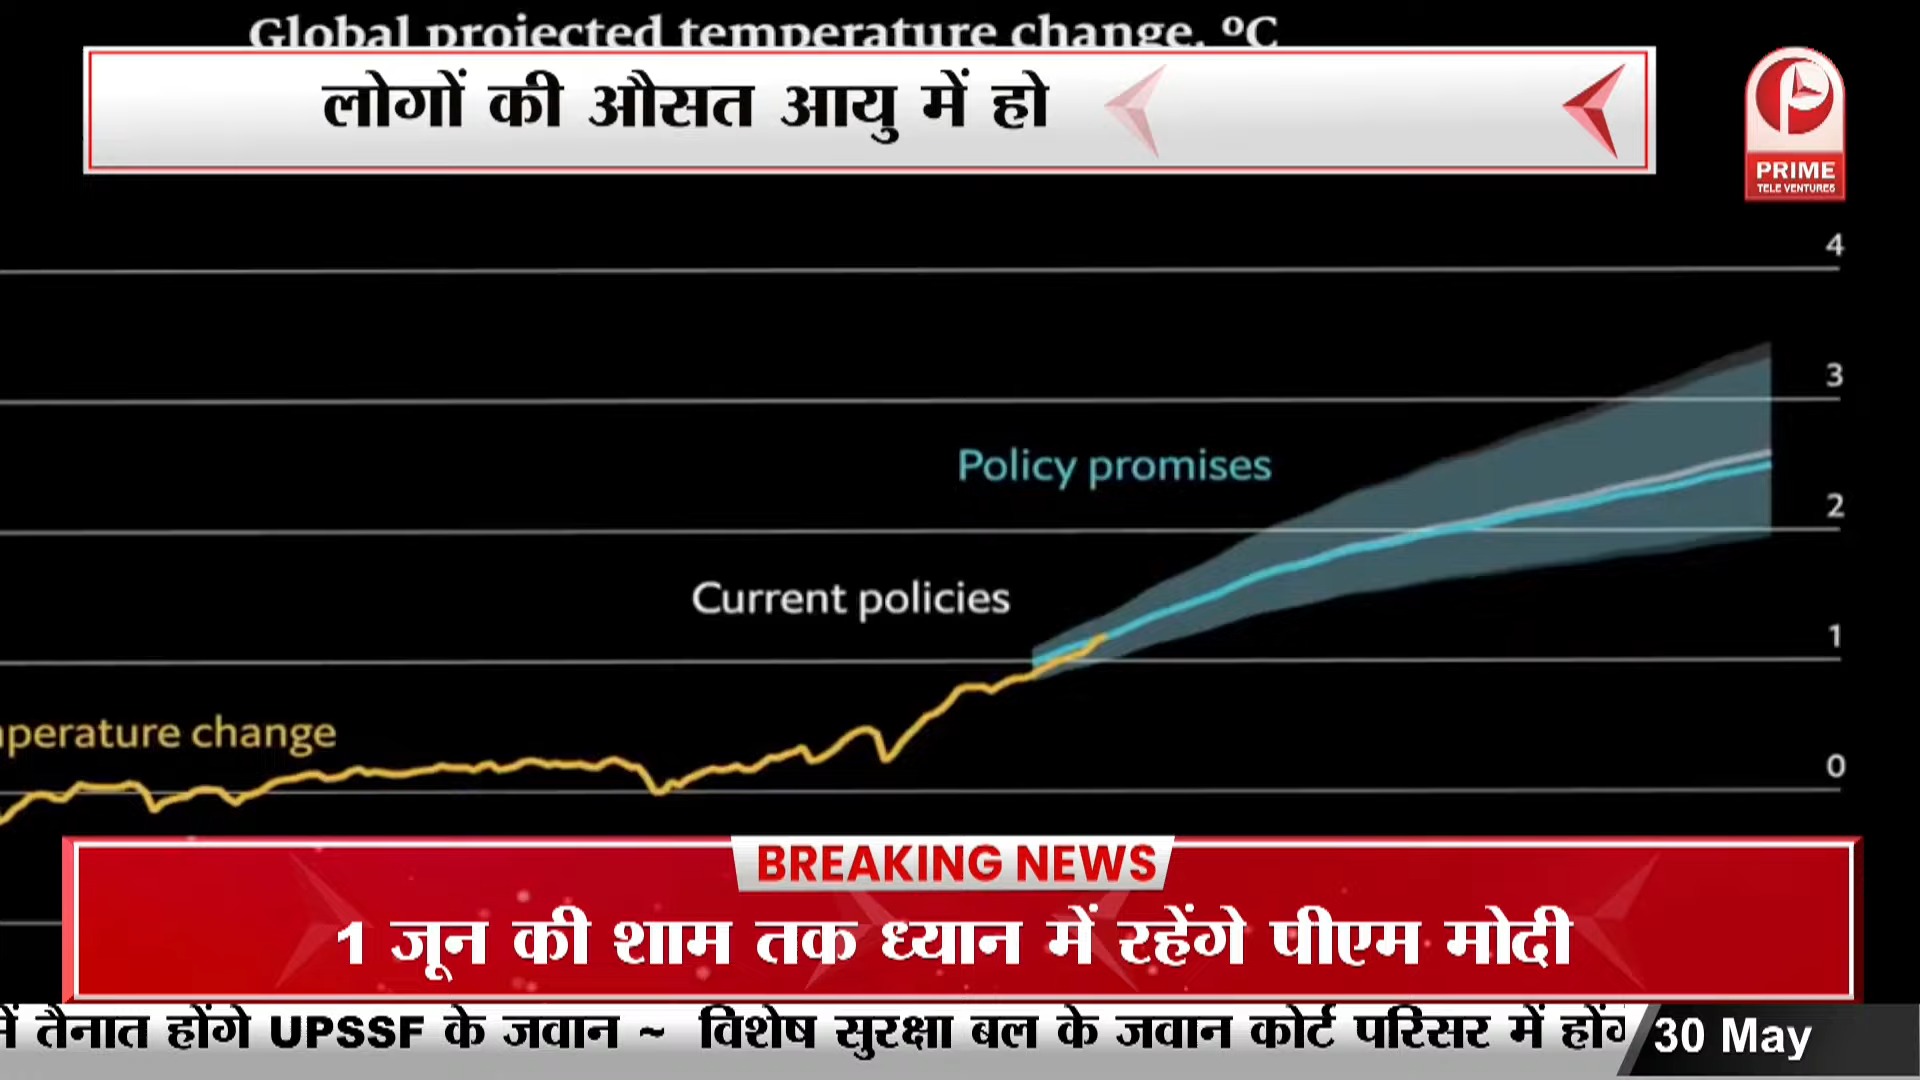 Global projected temperature change, ºC
लोगों की औसत आयु में हो
PRIME
TELE VENTURES
4
3
Policy promises
2
Current policies
1
perature change
0
BREAKING NEWS
1 जून की शाम तक ध्यान में रहेंगे पीएम मोदी
में तैनात होंगे UPSSF के जवान ~ विशेष सुरक्षा बल के जवान कोर्ट परिसर में
30 May